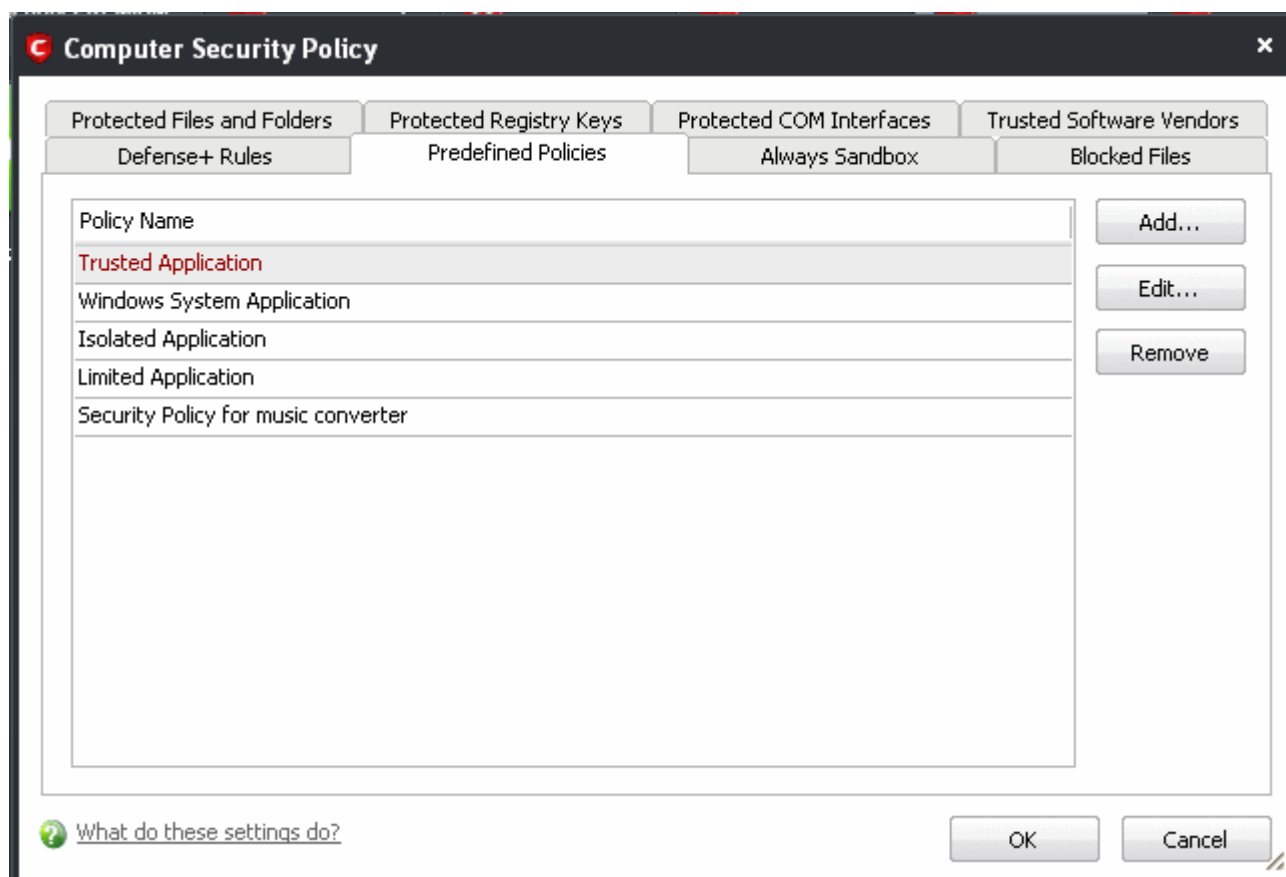 Computer Security Policy
Protected Files and Folders
Protected Registry Keys
Protected COM Interfaces
Trusted Software Vendors
Defense+ Rules
Predefined Policies
Always Sandbox
Blocked Files
Policy Name
Add...
Trusted Application
Edit...
Windows System Application
Isolated Application
Remove
Limited Application
Security Policy for music converter
What do these settings do?
OK
Cancel